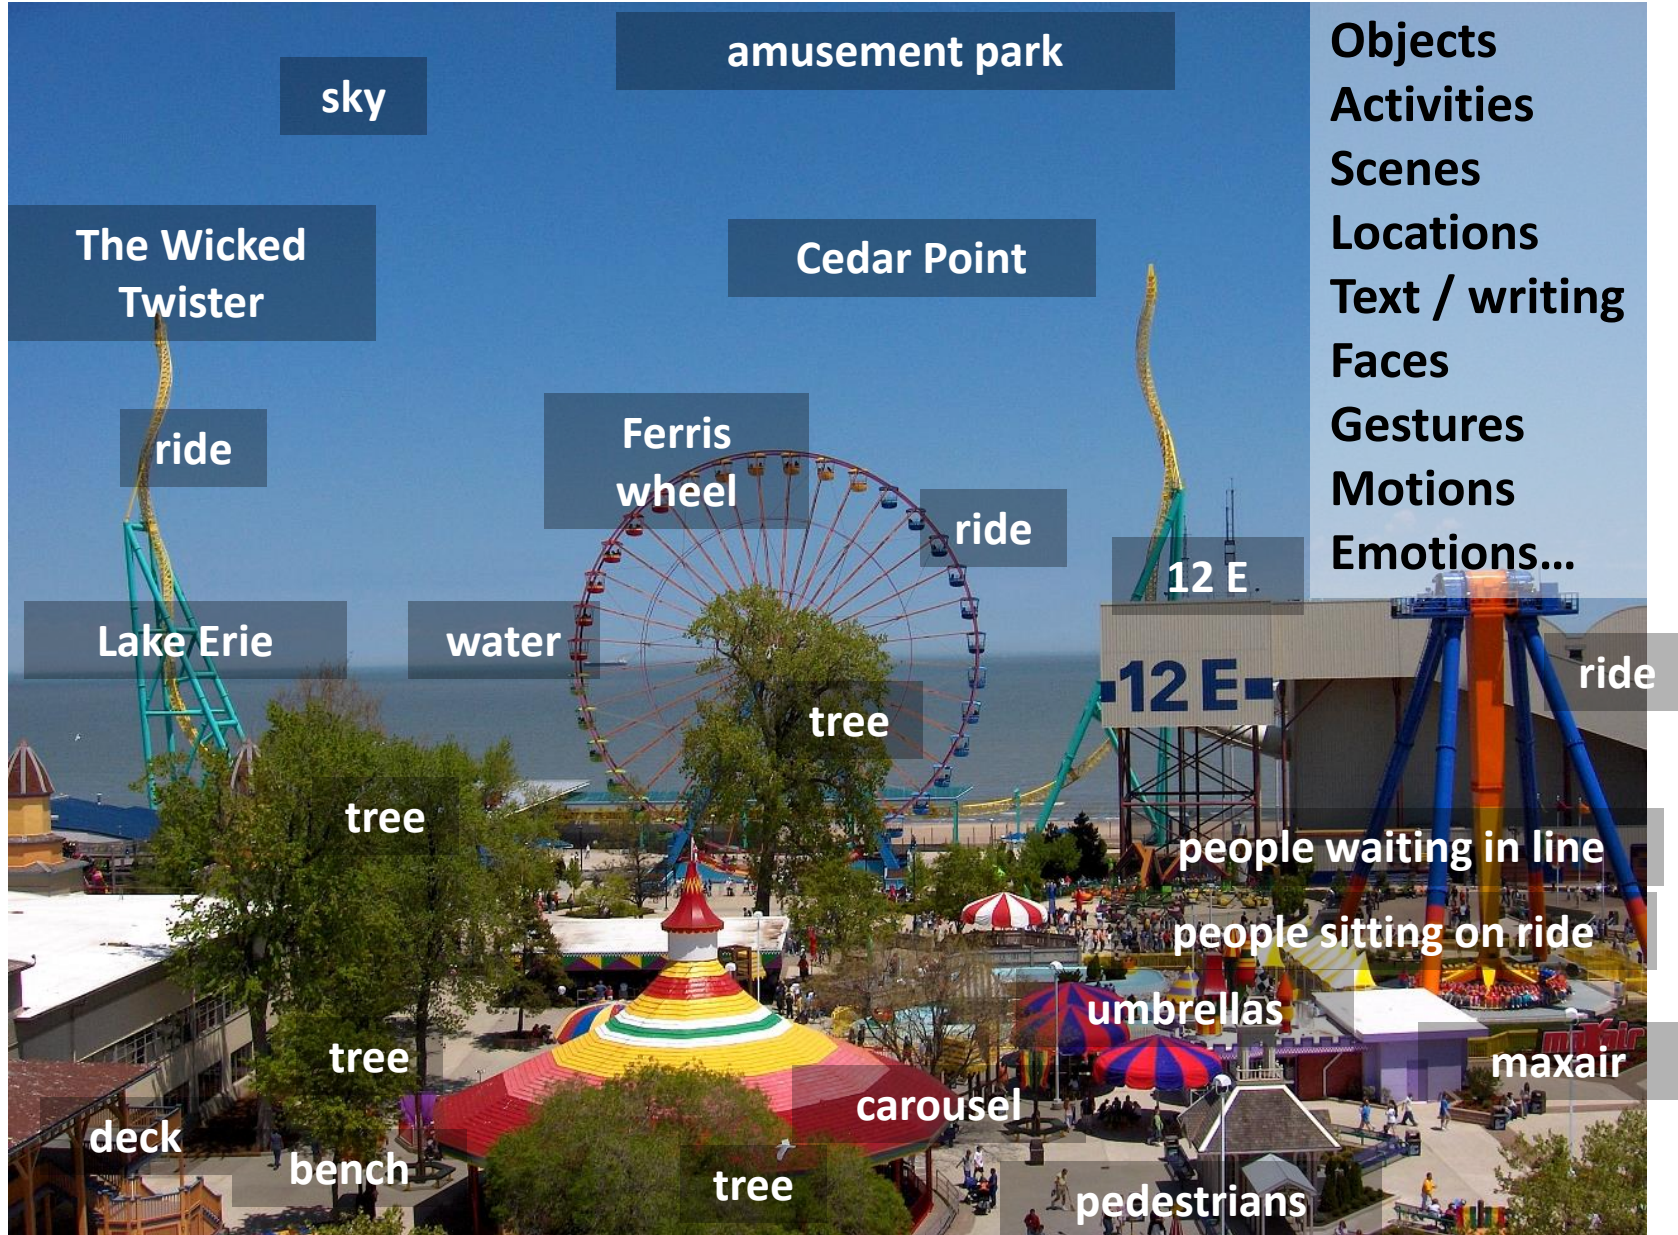 amusement park
sky
Objects
Activities
Scenes
Locations
Text / writing
Faces
Gestures
Motions
Emotions...
The Wicked
Twister
Cedar Point
ride
Ferris
wheel
ride
12 E
Lake Erie
water
12 E
ride
tree
tree
people waiting in line
people sitting on ride
umbrellas
maxair
tree
maxair
carousel
deck
bench
tree
pedestrians